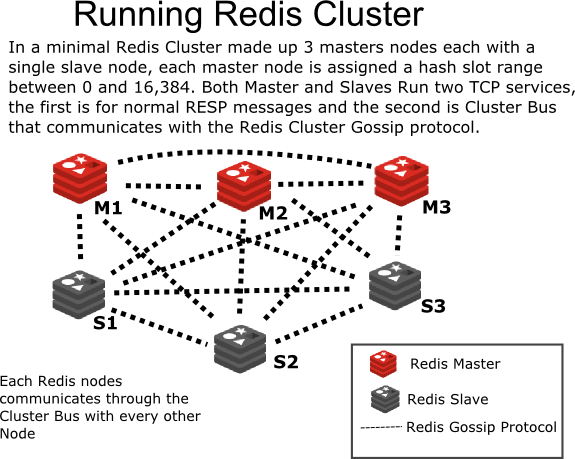 Running Redis Cluster
In a minimal Redis Cluster made up 3 masters nodes each with a
single slave node, each master node is assigned a hash slot range
between 0 and 16,384. Both Master and Slaves Run two TCP services,
the first is for normal RESP messages and the second is Cluster Bus
that communicates with the Redis Cluster Gossip protocol.
M1
M2
M3
S1
S2
S3
Each Redis nodes
communicates through the
Cluster Bus with every other
Node
Redis Master
Redis Slave
Redis Gossip Protocol